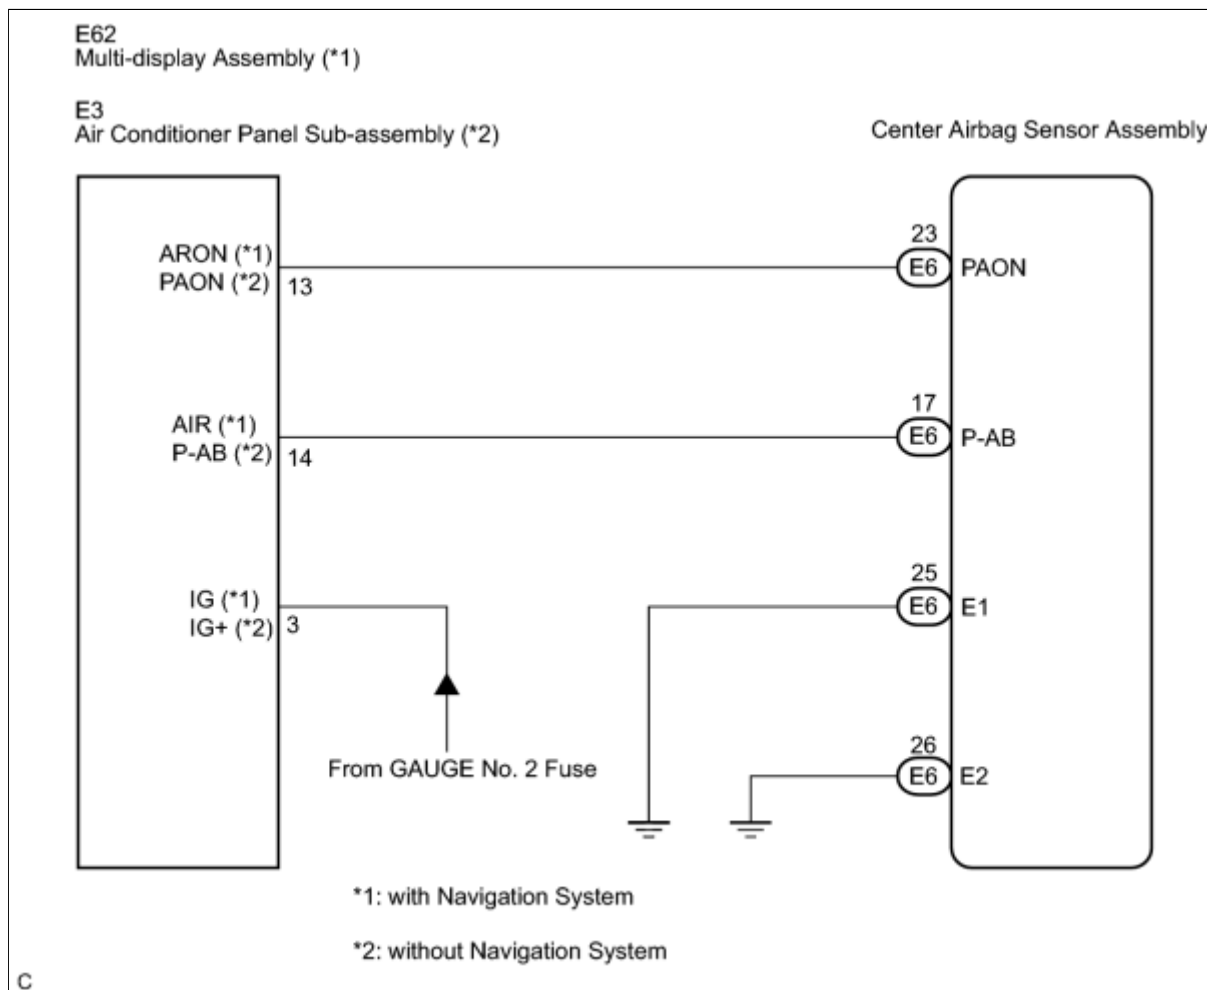 E62
Multi-display Assembly (*1)
E3
Air Conditioner Panel Sub-assembly (*2)
Center Airbag Sensor Assembly
ARON (*1)
PAON (*2)
13
23
E6
PAON
AIR (*1)
P-AB (*2)
14
17
E6
P-AB
IG (*1)
IG+ (*2)
3
25
E6
E1
From GAUGE No. 2 Fuse
26
E6
E2
*1: with Navigation System
*2: without Navigation System
C